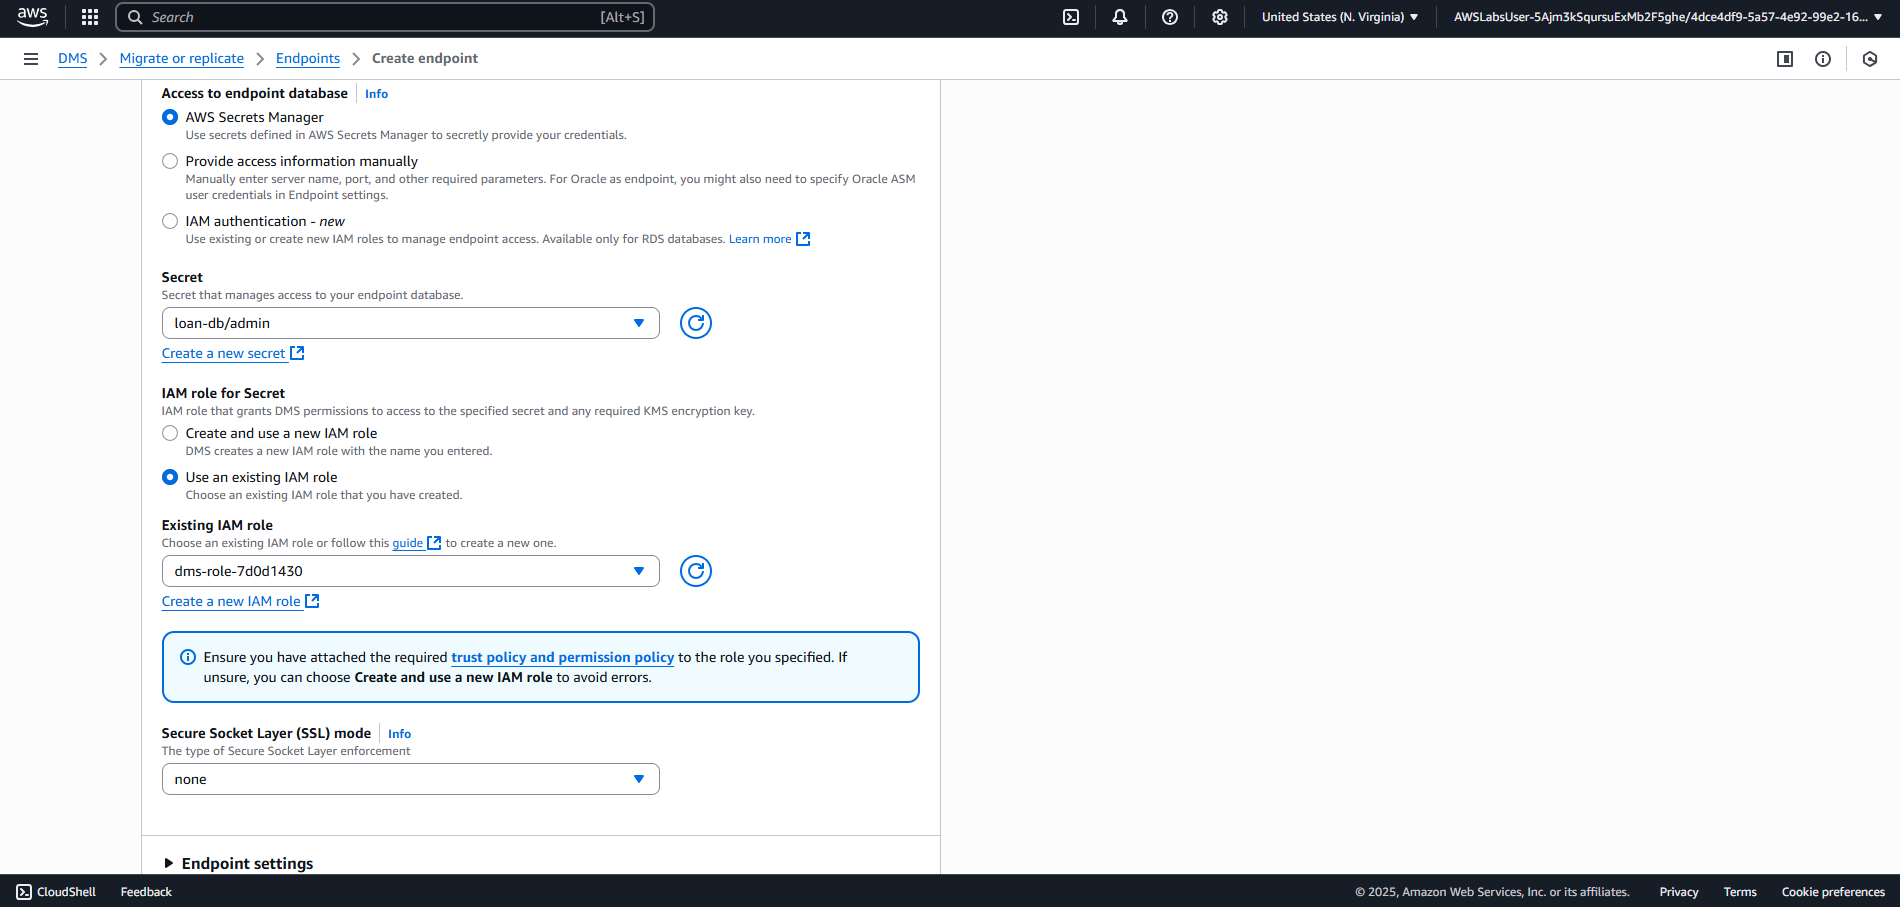 aws
Search [Alt+S]
United States (N. Virginia)
AWSLabsUser-5Ajm3kSqursuExMb2F5ghe/4dce4df9-5a57-4e92-99e2-16...
DMS > Migrate or replicate > Endpoints > Create endpoint
Access to endpoint database Info
AWS Secrets Manager
Use secrets defined in AWS Secrets Manager to secretly provide your credentials.
Provide access information manually
Manually enter server name, port, and other required parameters. For Oracle as endpoint, you might also need to specify Oracle ASM
user credentials in Endpoint settings.
IAM authentication - new
Use existing or create new IAM roles to manage endpoint access. Available only for RDS databases. Learn more
Secret
Secret that manages access to your endpoint database.
loan-db/admin
Create a new secret
IAM role for Secret
IAM role that grants DMS permissions to access to the specified secret and any required KMS encryption key.
Create and use a new IAM role
DMS creates a new IAM role with the name you entered.
Use an existing IAM role
Choose an existing IAM role that you have created.
Existing IAM role
Choose an existing IAM role or follow this guide to create a new one.
dms-role-7d0d1430
Create a new IAM role
Ensure you have attached the required trust policy and permission policy to the role you specified. If
unsure, you can choose Create and use a new IAM role to avoid errors.
Secure Socket Layer (SSL) mode Info
The type of Secure Socket Layer enforcement
none
Endpoint settings
CloudShell Feedback © 2025, Amazon Web Services, Inc. or its affiliates. Privacy Terms Cookie preferences